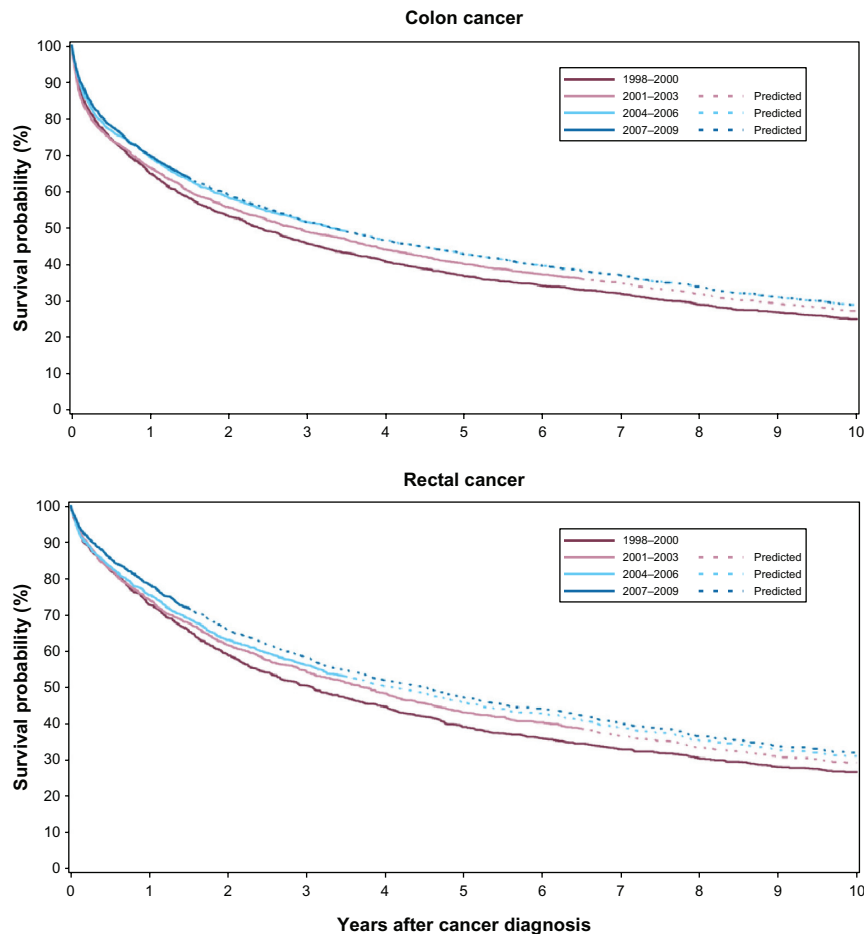 Colon cancer
Survival probability (%)
100
90
80
70
60
50
40
30
20
10
0
1998–2000
2001–2003 Predicted
2004–2006 Predicted
2007–2009 Predicted
0 1 2 3 4 5 6 7 8 9 10
Rectal cancer
Survival probability (%)
100
90
80
70
60
50
40
30
20
10
0
1998–2000
2001–2003 Predicted
2004–2006 Predicted
2007–2009 Predicted
0 1 2 3 4 5 6 7 8 9 10
Years after cancer diagnosis